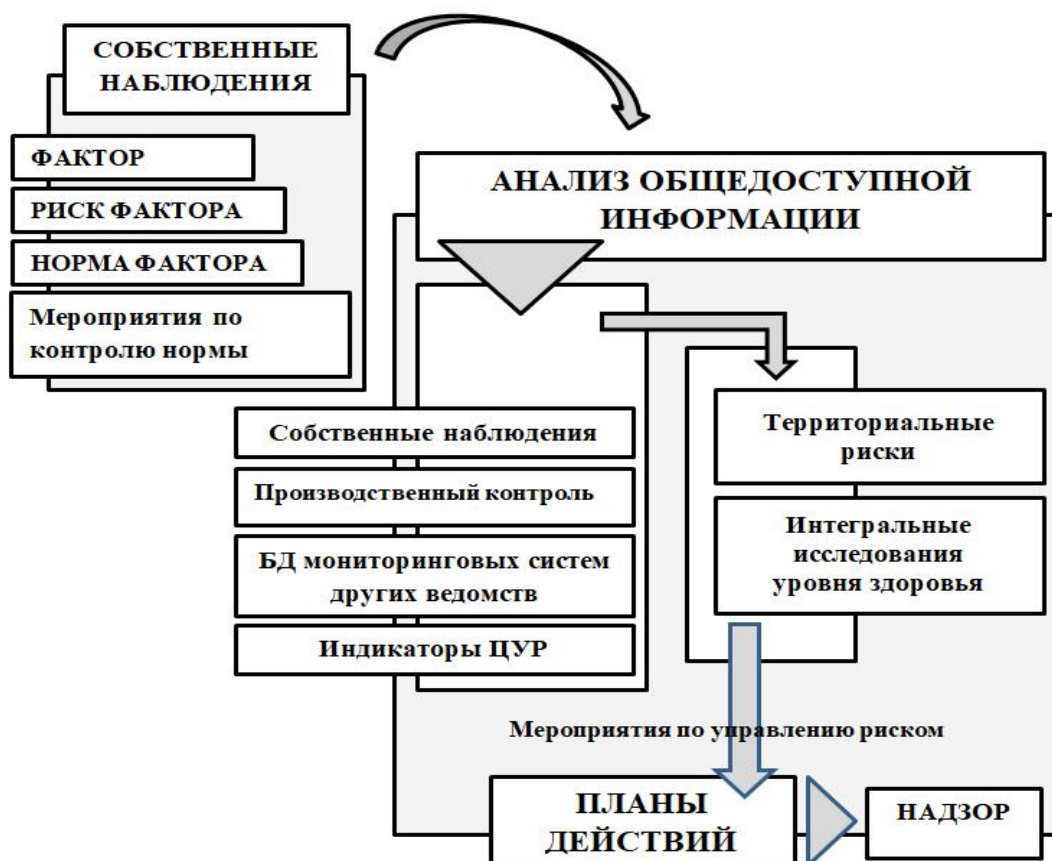 СОБСТВЕННЫЕ
НАБЛЮДЕНИЯ
ФАКТОР
РИСК ФАКТОРА
НОРМА ФАКТОРА
Мероприятия по
контролю нормы
АНАЛИЗ ОБЩЕДОСТУПНОЙ
ИНФОРМАЦИИ
Собственные наблюдения
Производственный контроль
БД мониторинговых систем
других ведомств
Индикаторы ЦУР
Территориальные
риски
Интегральные
исследования
уровня здоровья
Мероприятия по управлению риском
ПЛАНЫ
ДЕЙСТВИЙ
НАДЗОР